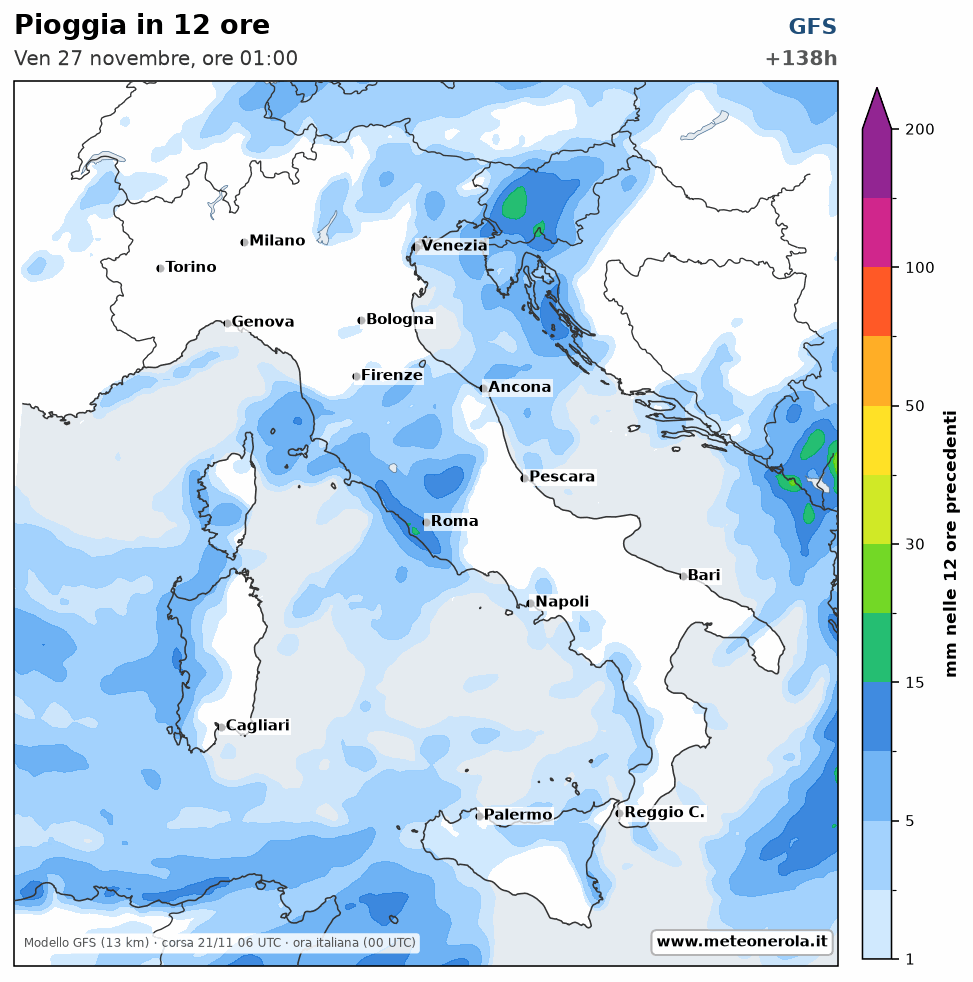 Pioggia in 12 ore
GFS
Ven 27 novembre, ore 01:00
+138h
Milano
Venezia
Torino
Genova
Bologna
Firenze
Ancona
Pescara
Roma
Bari
Napoli
Cagliari
Palermo
Reggio C.
200
100
50
30
15
5
1
mm nelle 12 ore precedenti
Modello GFS (13 km) · corsa 21/11 06 UTC · ora italiana (00 UTC)
www.meteonerola.it